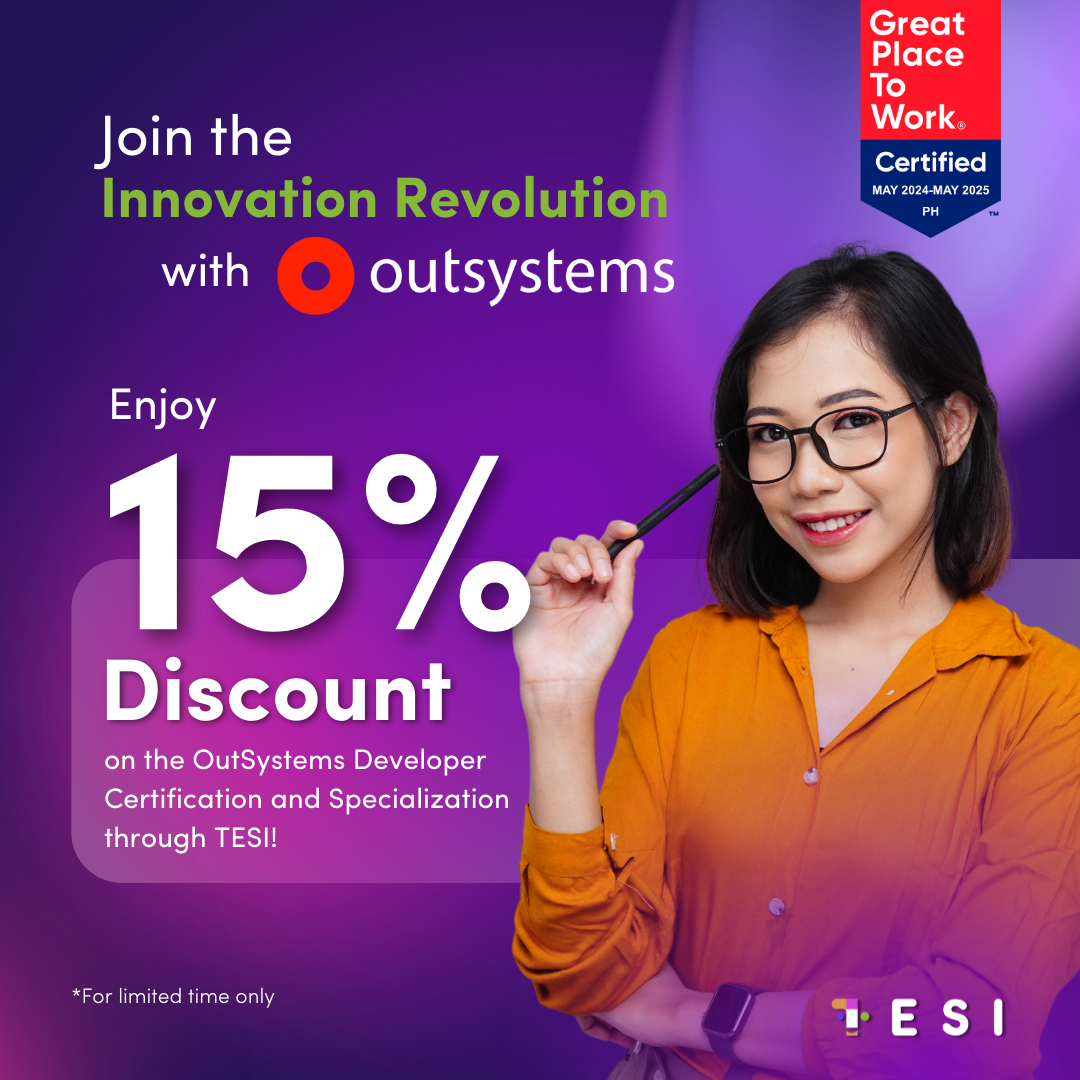 Great
Place
To
Work®
Certified
MAY 2024-MAY 2025
PH
™
Join the
Innovation Revolution
with outsystems
Enjoy
15%
Discount
on the OutSystems Developer
Certification and Specialization
through TESI!
*For limited time only
TESI